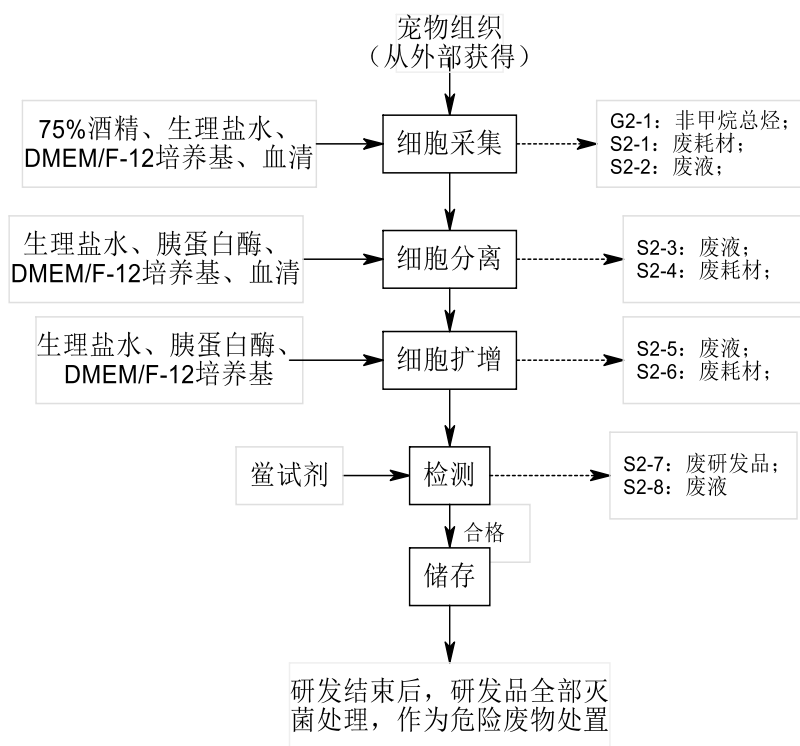 宠物组织
（从外部获得）
75%酒精、生理盐水、
DMEM/F-12培养基、血清
细胞采集
G2-1：非甲烷总烃；
S2-1：废耗材；
S2-2：废液；
生理盐水、胰蛋白酶、
DMEM/F-12培养基、血清
细胞分离
S2-3：废液；
S2-4：废耗材；
生理盐水、胰蛋白酶、
DMEM/F-12培养基
细胞扩增
S2-5：废液；
S2-6：废耗材；
鲎试剂
检测
S2-7：废研发品；
S2-8：废液
合格
储存
研发结束后，研发品全部灭
菌处理，作为危险废物处置